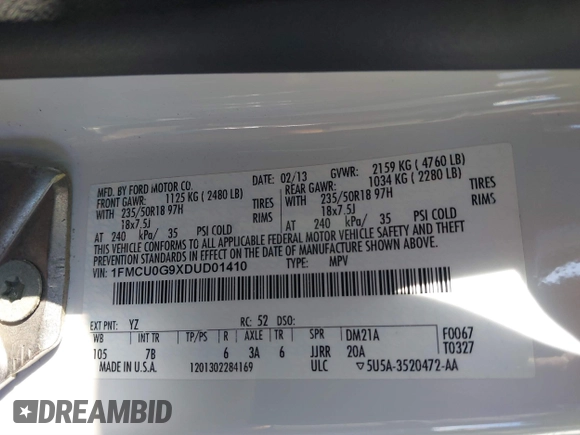 MFD. BY FORD MOTOR CO.
DATE: 02/13 GVWR: 2159 KG ( 4760 LB)
FRONT GAWR: 1125 KG ( 2480 LB)
REAR GAWR: 1034 KG ( 2280 LB)
WITH 235/50R18 97H TIRES
18x7.5J RIMS
AT 240 kPa/ 35 PSI COLD
WITH 235/50R18 97H TIRES
18x7.5J RIMS
AT 240 kPa/ 35 PSI COLD
THIS VEHICLE CONFORMS TO ALL APPLICABLE FEDERAL MOTOR VEHICLE SAFETY AND THEFT
PREVENTION STANDARDS IN EFFECT ON THE DATE OF MANUFACTURE SHOWN ABOVE.
VIN: 1FMCU0G9XDUD01410 TYPE: MPV
EXT PNT: YZ RC: 52 DSO:
WB INT TR TP/PS R AXLE TR SPR DM21A F0067
105 7B 6 3A 6 JJRR 20A T0327
MADE IN U.S.A. 1201302284169 ULC ▽5U5A-3520472-AA
DREAMBID